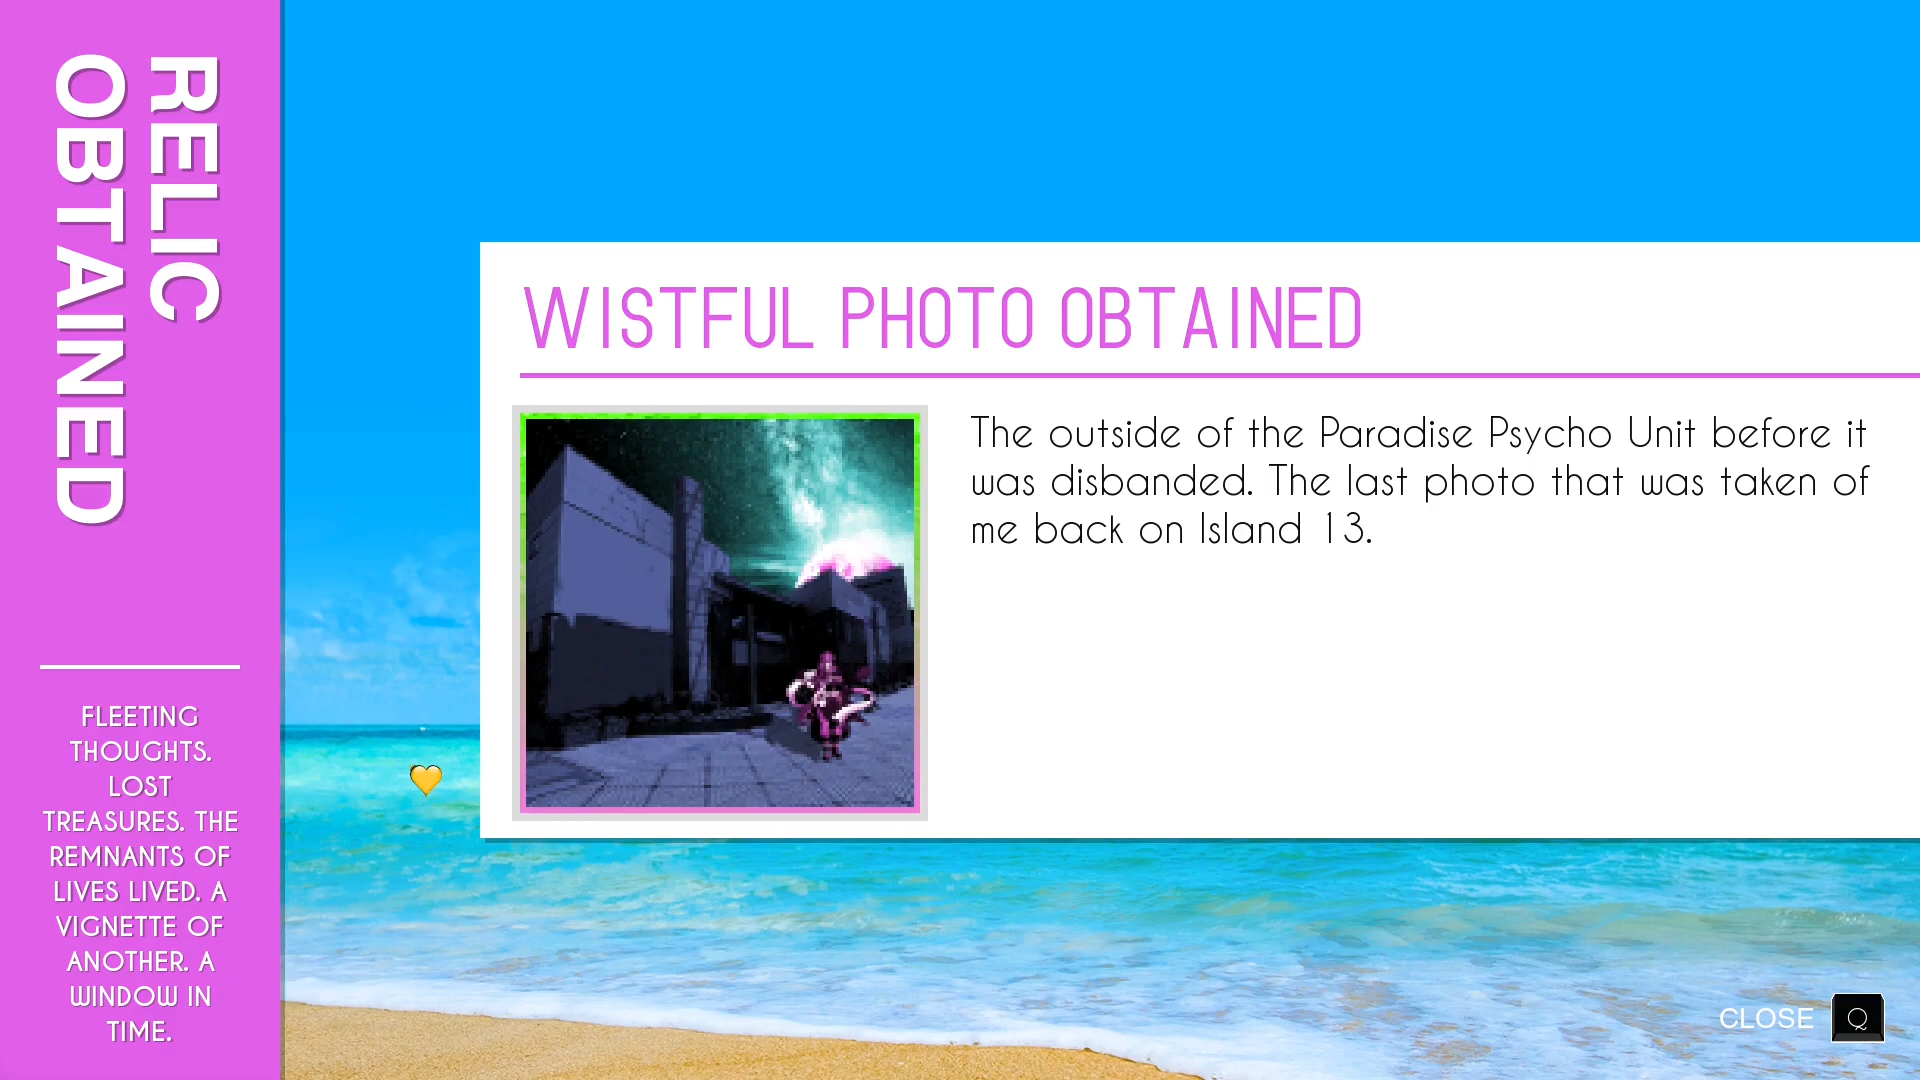 RELIC
OBTAINED
FLEETING
THOUGHTS.
LOST
TREASURES. THE
REMNANTS OF
LIVES LIVED. A
VIGNETTE OF
ANOTHER. A
WINDOW IN
TIME.
WISTFUL PHOTO OBTAINED
The outside of the Paradise Psycho Unit before it
was disbanded. The last photo that was taken of
me back on Island 13.
CLOSE Q